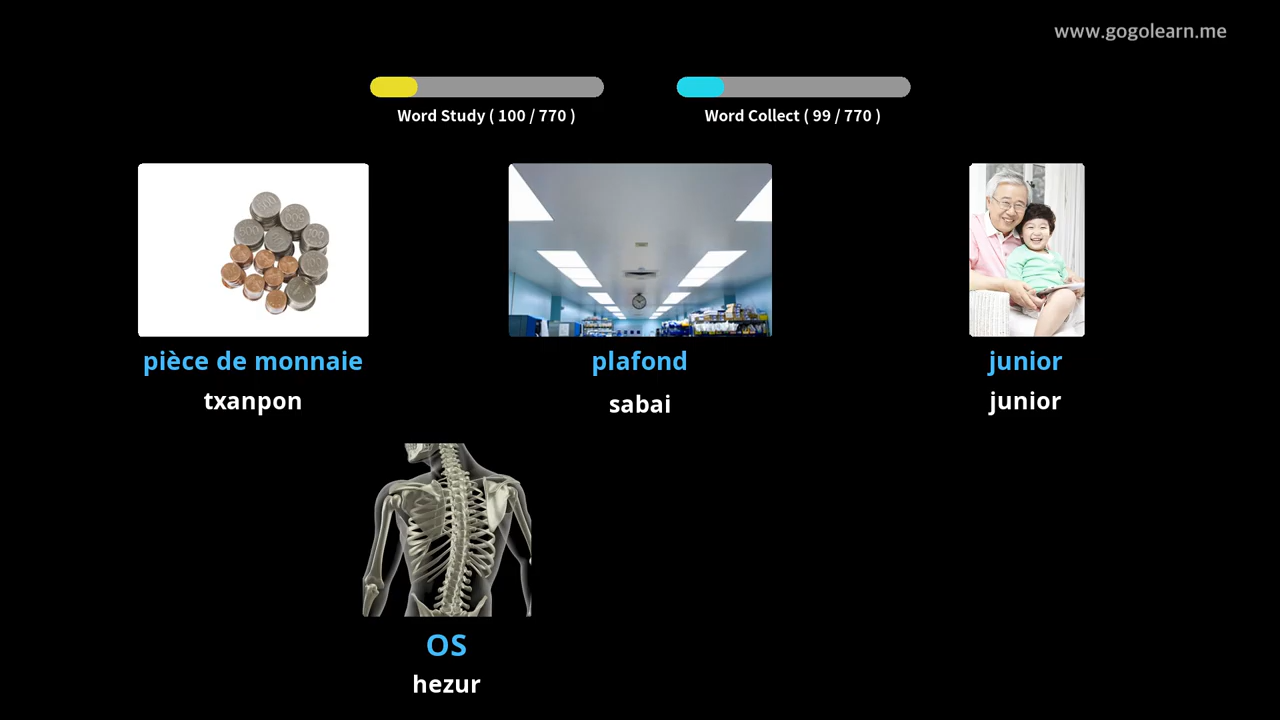 www.gogolearn.me
Word Study ( 100 / 770 )
Word Collect ( 99 / 770 )
pièce de monnaie
plafond
junior
txanpon
sabai
junior
os
hezur